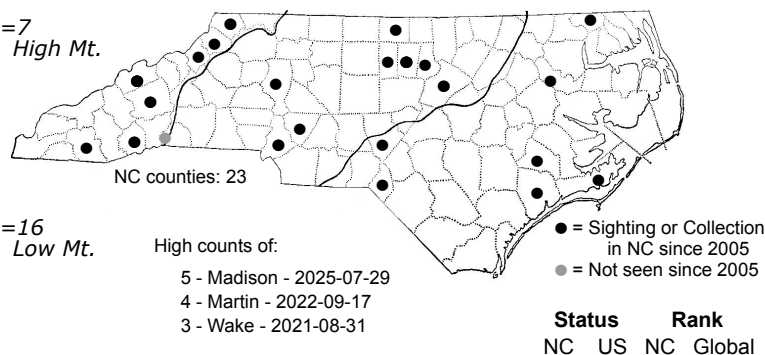 =7
High Mt.
NC counties: 23
=16
Low Mt.
High counts of:
5 - Madison - 2025-07-29
4 - Martin - 2022-09-17
3 - Wake - 2021-08-31
● = Sighting or Collection
in NC since 2005
● = Not seen since 2005
Status Rank
NC US NC Global